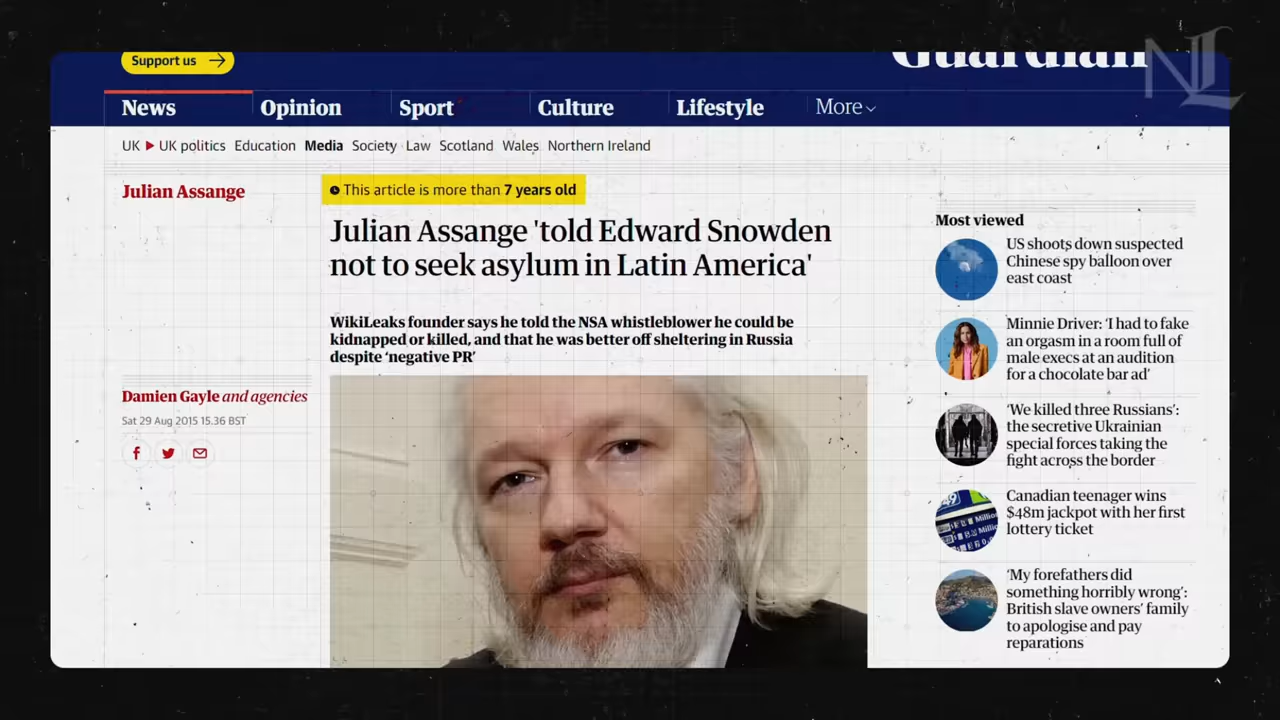 Support us
Guardian
NL
News
Opinion
Sport
Culture
Lifestyle
More
UK
UK politics
Education
Media
Society
Law
Scotland
Wales
Northern Ireland
Julian Assange
This article is more than 7 years old
Julian Assange 'told Edward Snowden
not to seek asylum in Latin America'
WikiLeaks founder says he told the NSA whistleblower he could be
kidnapped or killed, and that he was better off sheltering in Russia
despite ‘negative PR’
Damien Gayle and agencies
Sat 29 Aug 2015 15.36 BST
Most viewed
US shoots down suspected
Chinese spy balloon over
east coast
Minnie Driver: ‘I had to fake
an orgasm in a room full of
male execs at an audition
for a chocolate bar ad’
‘We killed three Russians’:
the secretive Ukrainian
special forces taking the
fight across the border
Canadian teenager wins
$48m jackpot with her first
lottery ticket
‘My forefathers did
something horribly wrong’:
British slave owners’ family
to apologise and pay
reparations